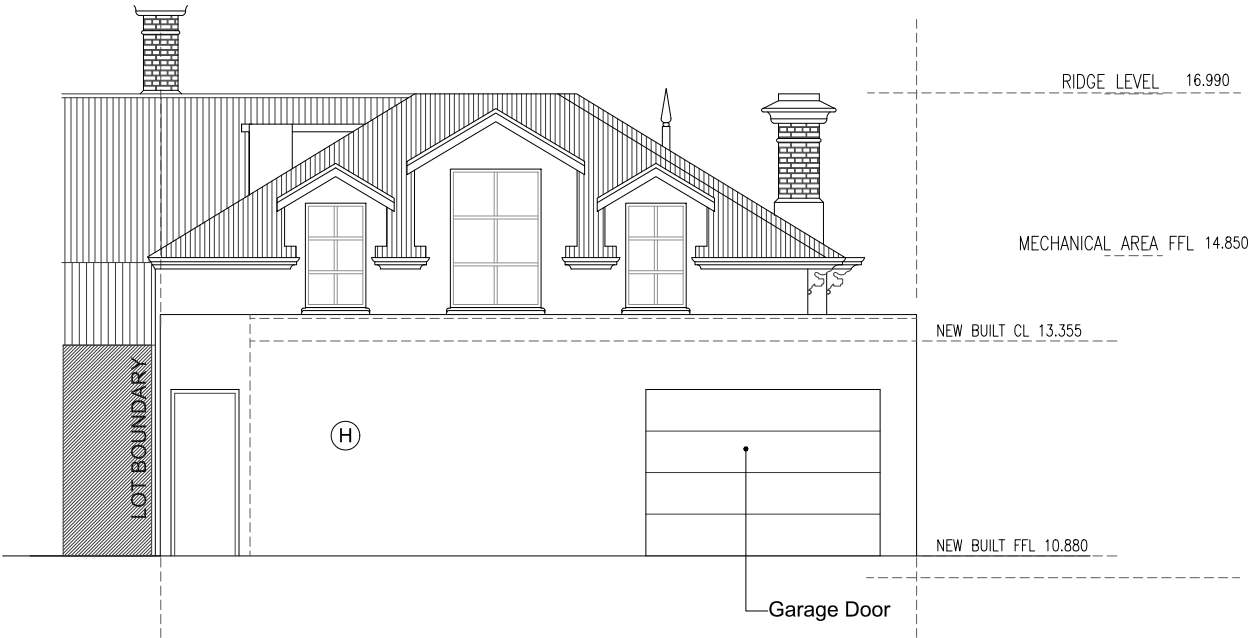 RIDGE LEVEL 16.990
MECHANICAL AREA FFL 14.850
NEW BUILT CL 13.355
LOT BOUNDARY
H
NEW BUILT FFL 10.880
Garage Door